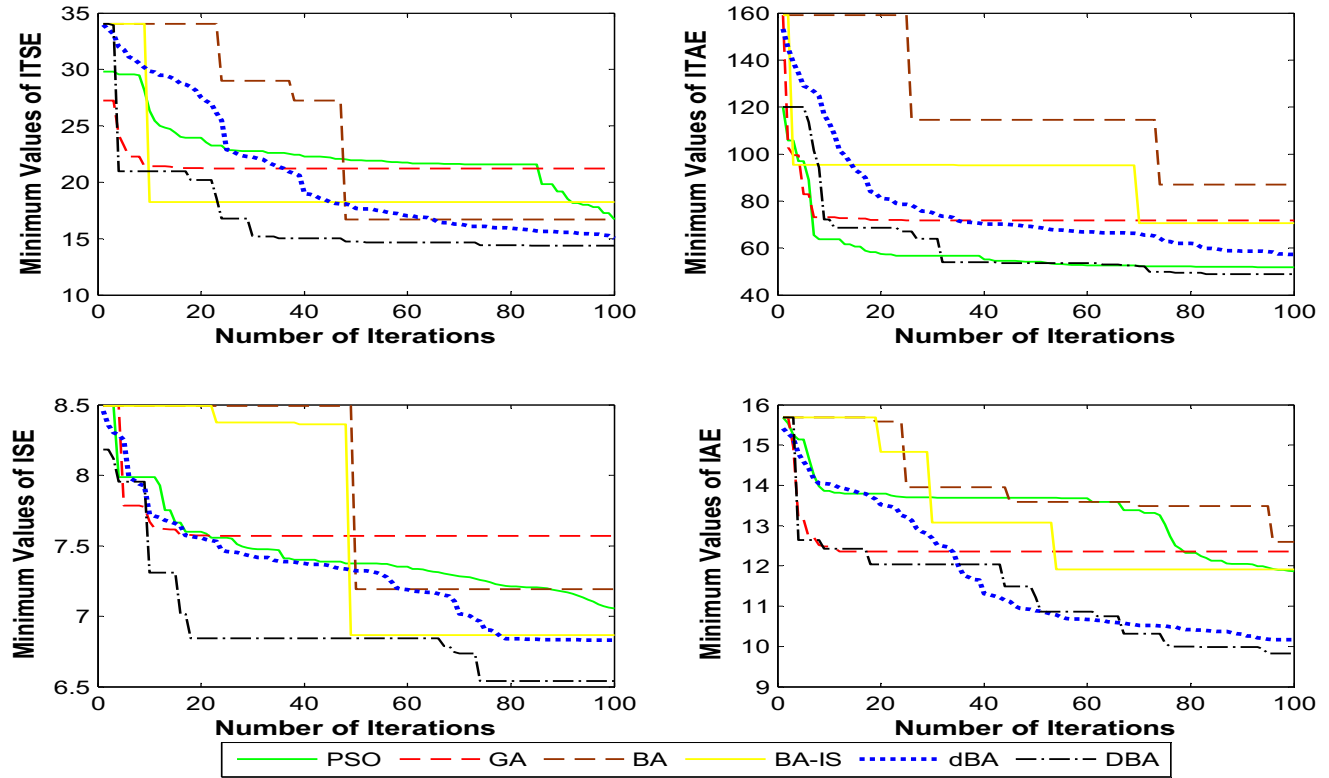 Minimum Values of ITSE
35
30
25
20
15
10
0 20 40 60 80 100
Number of Iterations
Minimum Values of ITAE
160
140
120
100
80
60
40
0 20 40 60 80 100
Number of Iterations
Minimum Values of ISE
8.5
8
7.5
7
6.5
0 20 40 60 80 100
Number of Iterations
Minimum Values of IAE
16
15
14
13
12
11
10
9
0 20 40 60 80 100
Number of Iterations
PSO GA BA BA-IS dBA DBA